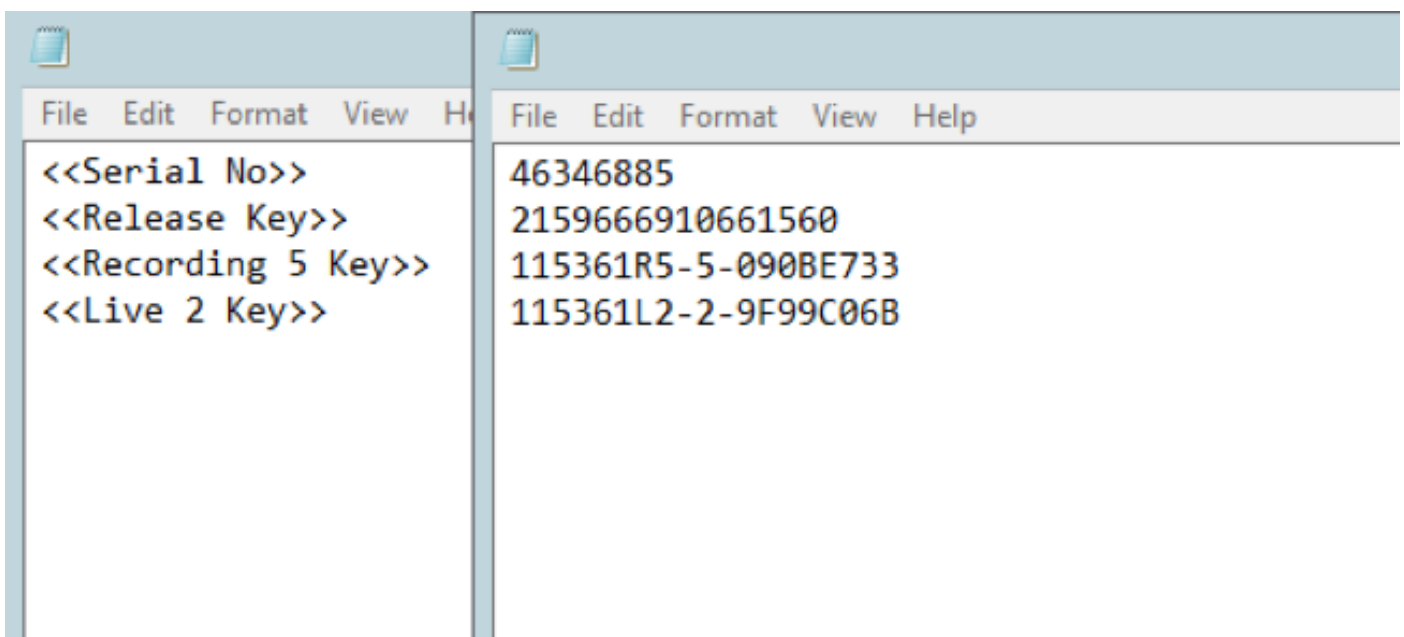 File Edit Format View He
<<Serial No>>
<<Release Key>>
<<Recording 5 Key>>
<<Live 2 Key>>
File Edit Format View Help
46346885
2159666910661560
115361R5-5-090BE733
115361L2-2-9F99C06B